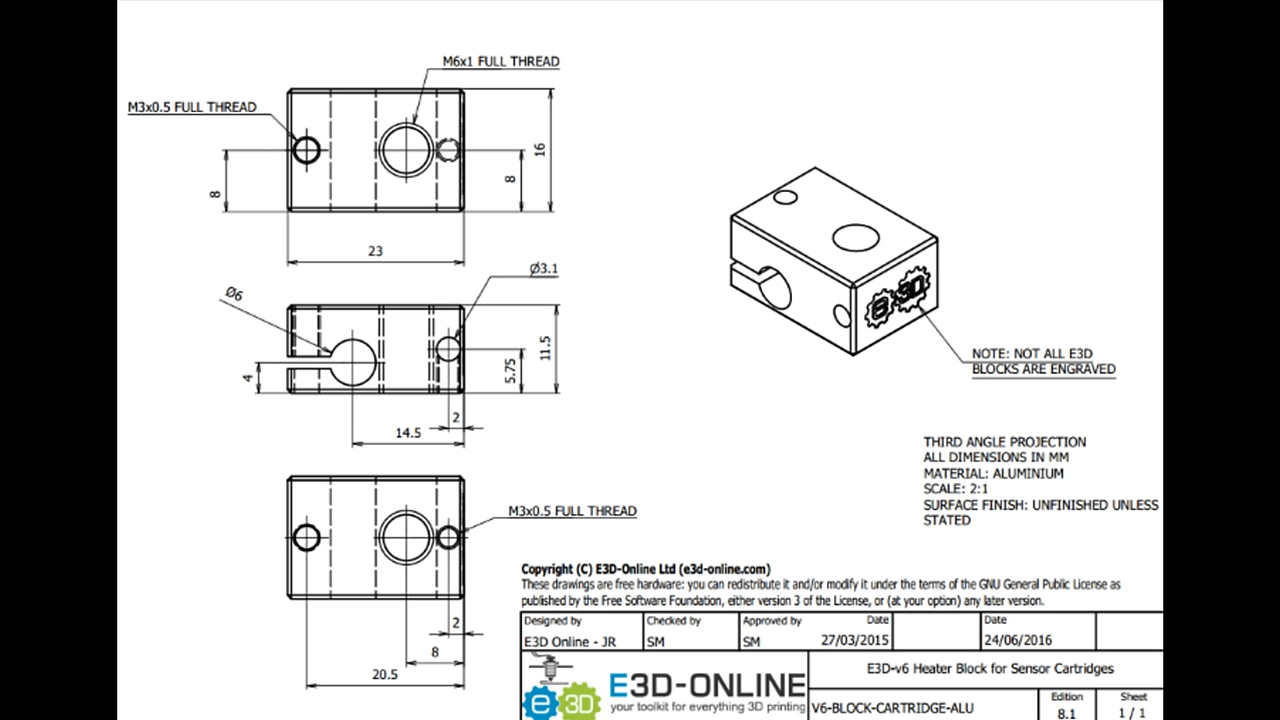 M6x1 FULL THREAD
M3x0.5 FULL THREAD
16
8
8
23
Ø3.1
Ø6
11.5
5.75
4
2
14.5
NOTE: NOT ALL E3D
BLOCKS ARE ENGRAVED
E3D
THIRD ANGLE PROJECTION
ALL DIMENSIONS IN MM
MATERIAL: ALUMINIUM
SCALE: 2:1
SURFACE FINISH: UNFINISHED UNLESS
STATED
M3x0.5 FULL THREAD
2
8
20.5
Copyright (C) E3D-Online Ltd (e3d-online.com)
These drawings are free hardware: you can redistribute it and/or modify it under the terms of the GNU General Public License as
published by the Free Software Foundation, either version 3 of the License, or (at your option) any later version.
Designed by Checked by Approved by Date Date
E3D Online - JR SM SM 27/03/2015 24/06/2016
E3D-v6 Heater Block for Sensor Cartridges
e3D E3D-ONLINE
your toolkit for everything 3D printing
Edition Sheet
V6-BLOCK-CARTRIDGE-ALU 8.1 1 / 1